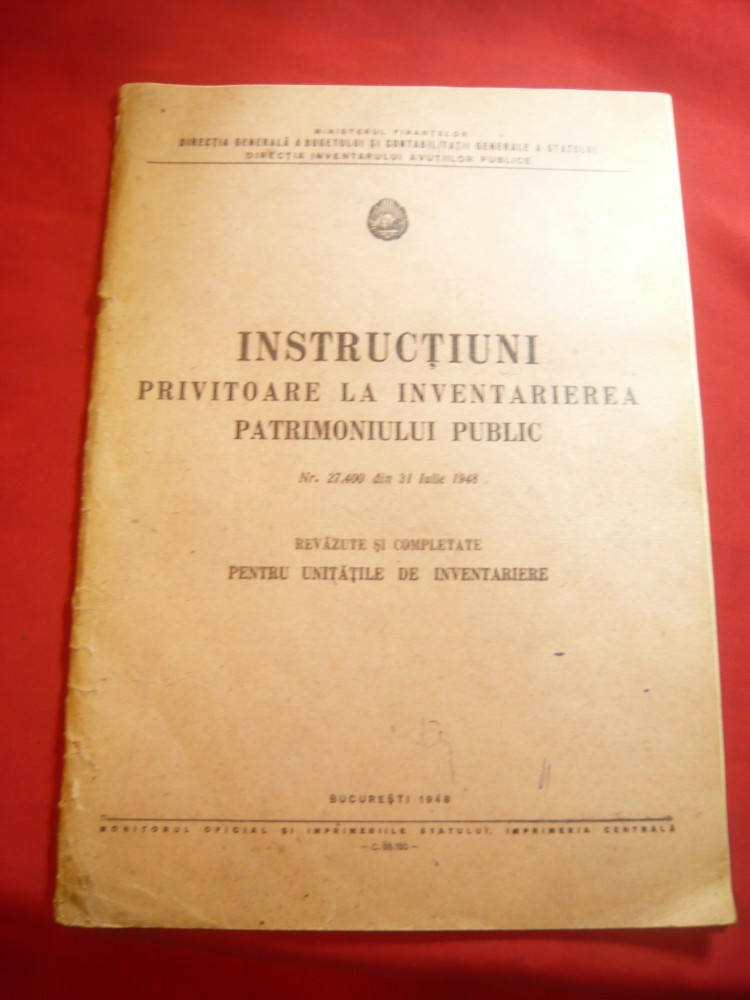 MINISTERUL FINANȚELOR
DIRECȚIA GENERALĂ A BUGETULUI ȘI CONTABILITĂȚII GENERALE A STATULUI
DIRECȚIA INVENTARULUI AVUȚIILOR PUBLICE
INSTRUCȚIUNI
PRIVITOARE LA INVENTARIEREA
PATRIMONIULUI PUBLIC
Nr. 27,400 din 31 Iulie 1948
REVĂZUTE ȘI COMPLETATE
PENTRU UNITĂȚILE DE INVENTARIERE
BUCUREȘTI 1948
MONITORUL OFICIAL ȘI IMPRIMERIILE STATULUI, IMPRIMERIA CENTRALĂ